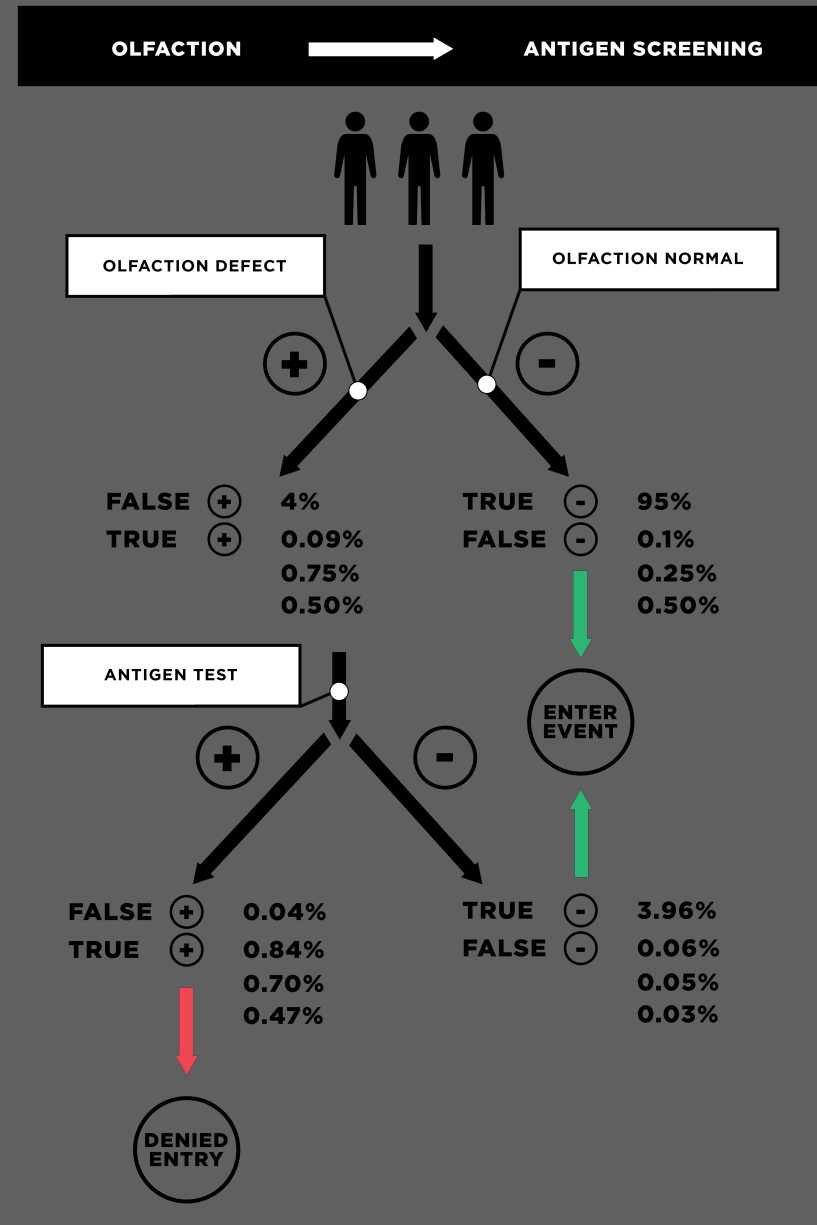 OLFACTION
ANTIGEN SCREENING
OLFACTION DEFECT
OLFACTION NORMAL
+
-
FALSE + 4%
TRUE + 0.09%
0.75%
0.50%
TRUE - 95%
FALSE - 0.1%
0.25%
0.50%
ANTIGEN TEST
ENTER
EVENT
+
-
FALSE + 0.04%
TRUE + 0.84%
0.70%
0.47%
TRUE - 3.96%
FALSE - 0.06%
0.05%
0.03%
DENIED
ENTRY